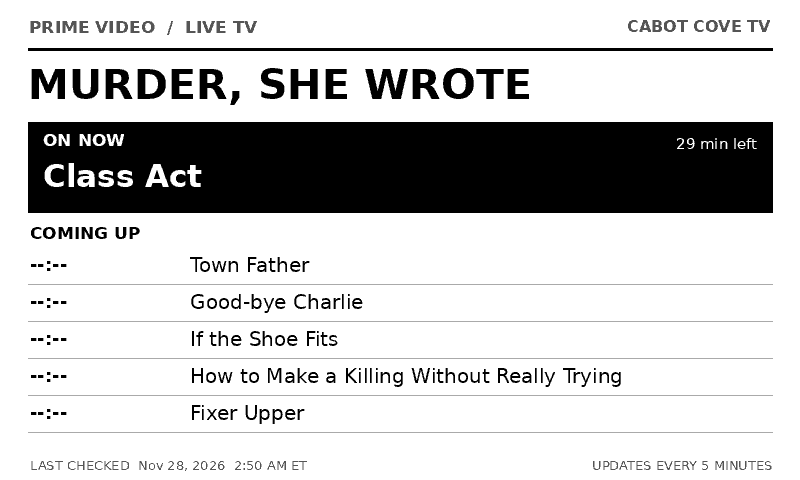 PRIME VIDEO / LIVE TV
CABOT COVE TV
MURDER, SHE WROTE
ON NOW
29 min left
Class Act
COMING UP
--:-- Town Father
--:-- Good-bye Charlie
--:-- If the Shoe Fits
--:-- How to Make a Killing Without Really Trying
--:-- Fixer Upper
LAST CHECKED Nov 28, 2026 2:50 AM ET
UPDATES EVERY 5 MINUTES